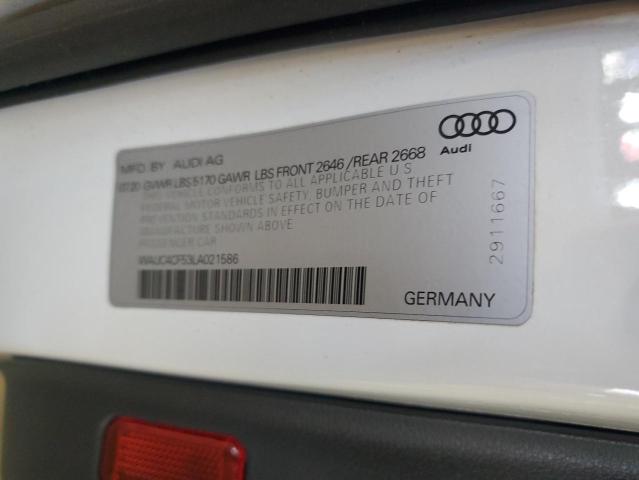 MFD. BY AUDI AG
07/20 GVWR LBS 5170 GAWR LBS FRONT 2646 / REAR 2668
THIS VEHICLE CONFORMS TO ALL APPLICABLE U S
FEDERAL MOTOR VEHICLE SAFETY, BUMPER AND THEFT
PREVENTION STANDARDS IN EFFECT ON THE DATE OF
MANUFACTURE SHOWN ABOVE
PASSENGER CAR
WAUC4CF53LA021586
GERMANY
Audi
2911667